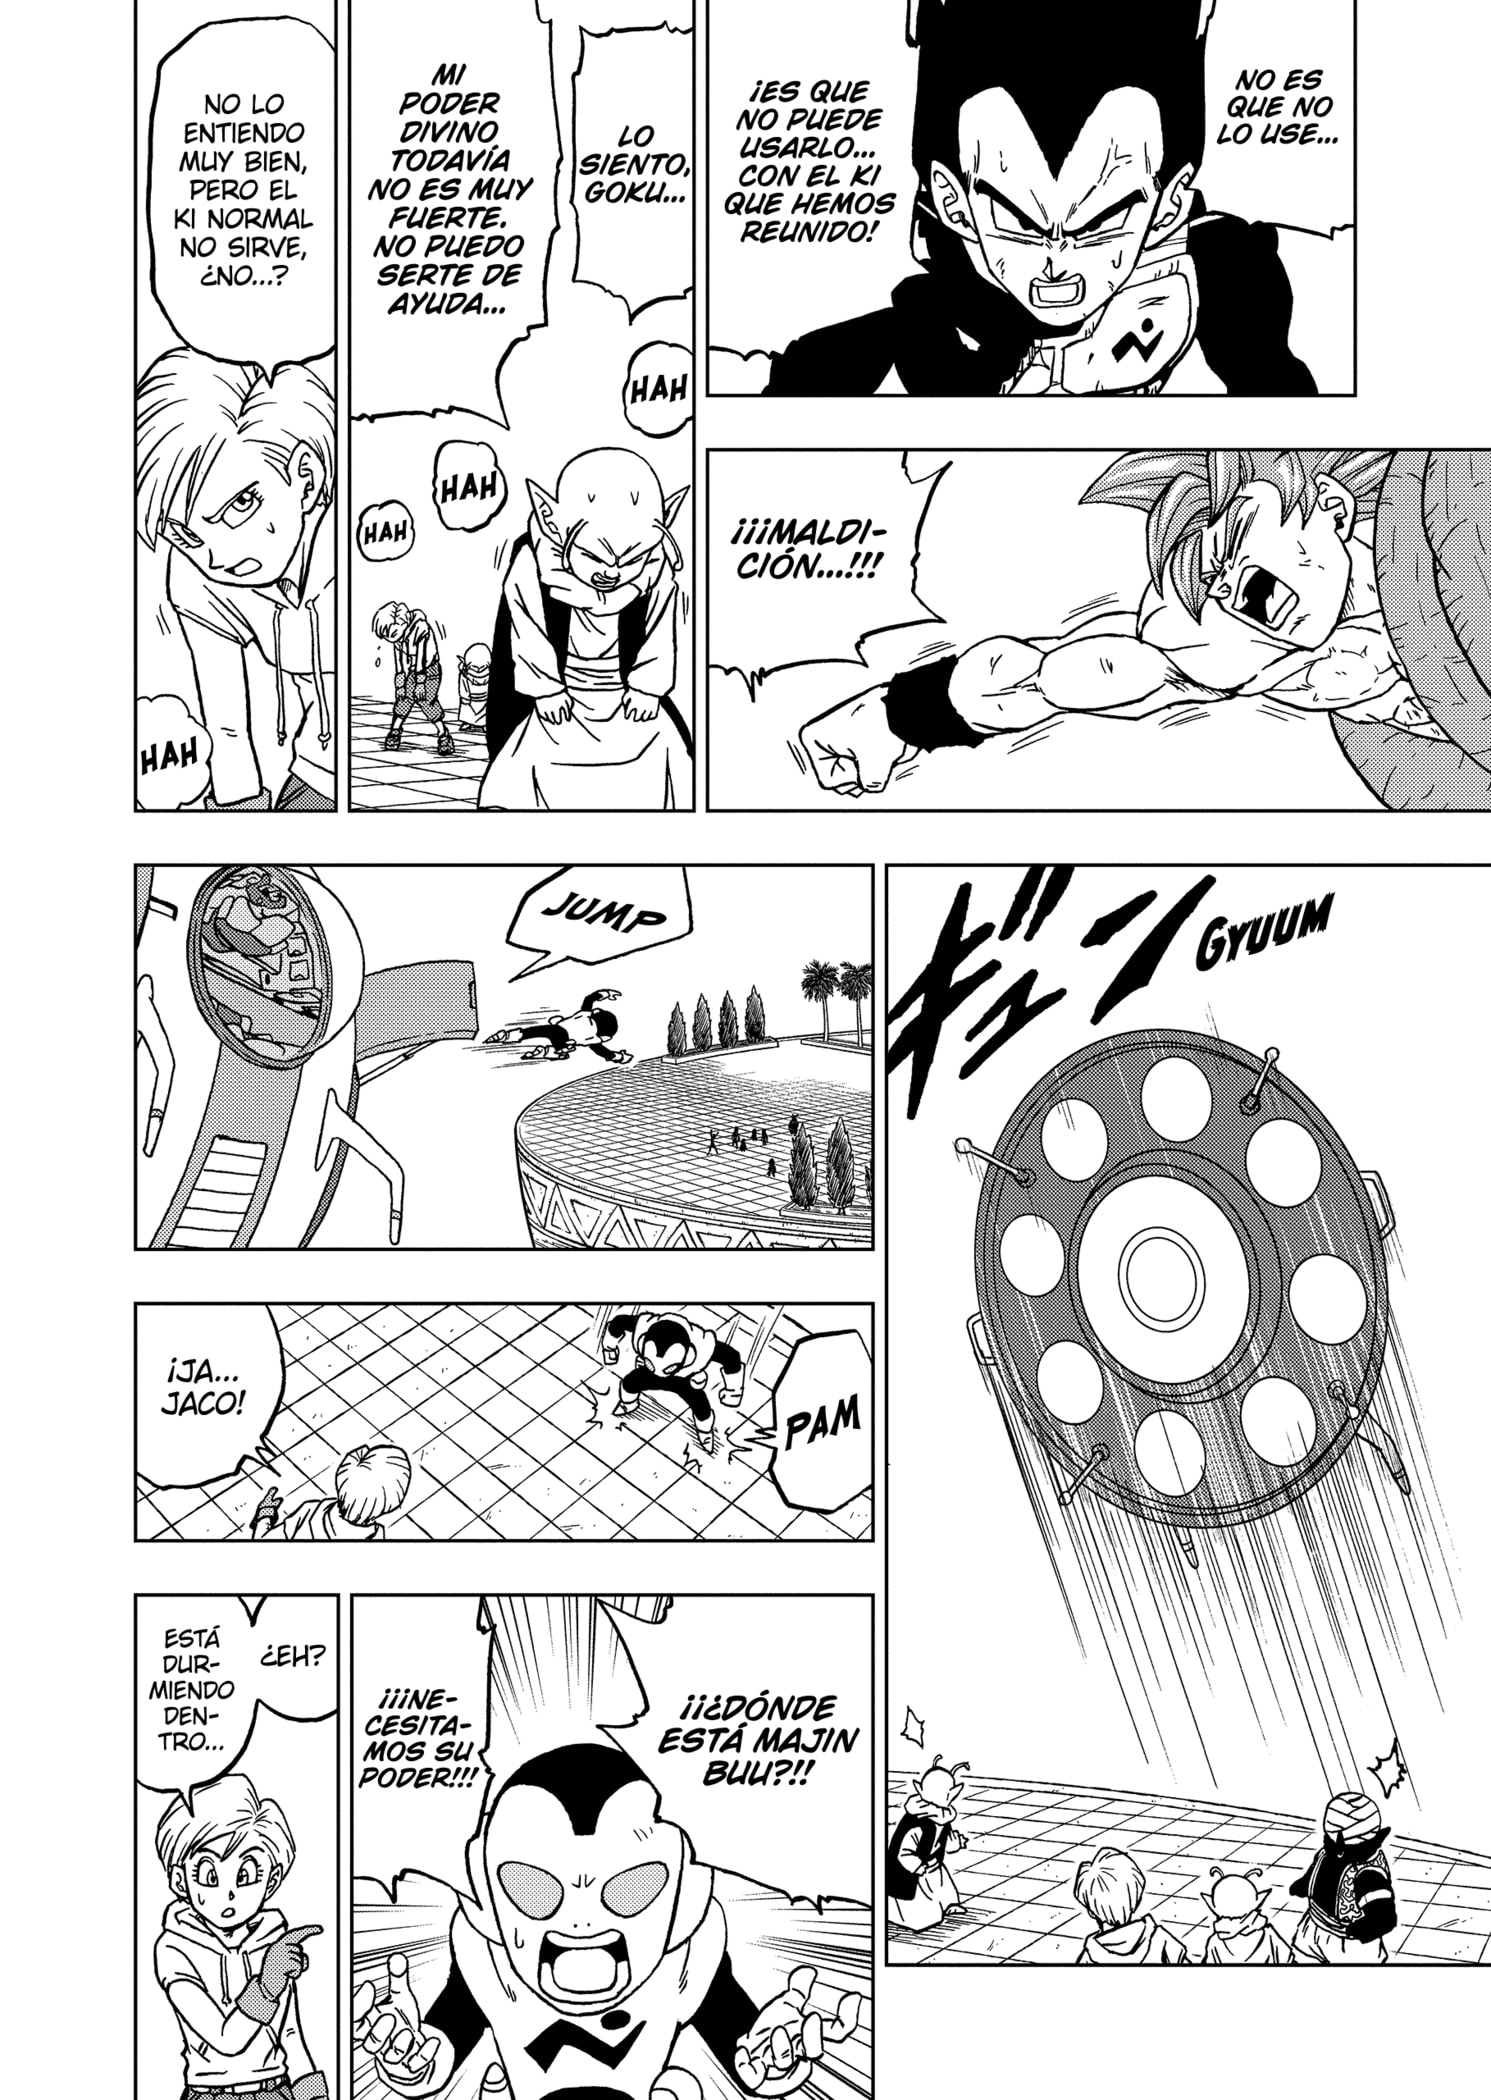 NO ES
QUE NO
LO USE...
¡ES QUE
NO PUEDE
USARLO...
CON EL KI
QUE HEMOS
REUNIDO!
¡¡¡MALDI-
CIÓN...!!!
LO
SIENTO,
GOKU...
MI
PODER
DIVINO
TODAVÍA
NO ES MUY
FUERTE.
NO PUEDO
SERTE DE
AYUDA...
HAH
HAH
HAH
NO LO
ENTIENDO
MUY BIEN,
PERO EL
KI NORMAL
NO SIRVE,
¿NO...?
HAH
ギュン
GYUUM
JUMP
PAM
¡JA...
JACO!
¡¡¿DÓNDE
ESTÁ MAJIN
BUU?!!
¡¡¡NE-
CESITA-
MOS SU
PODER!!!
¿EH?
ESTÁ
DUR-
MIENDO
DEN-
TRO...